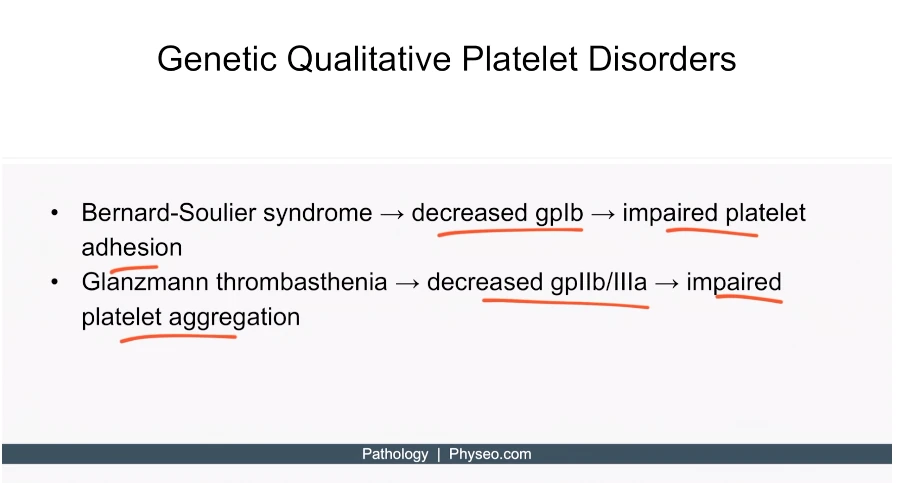 Genetic Qualitative Platelet Disorders
• Bernard-Soulier syndrome → decreased gpIb → impaired platelet
adhesion
• Glanzmann thrombasthenia → decreased gpIIb/IIIa → impaired
platelet aggregation
Pathology | Physeo.com